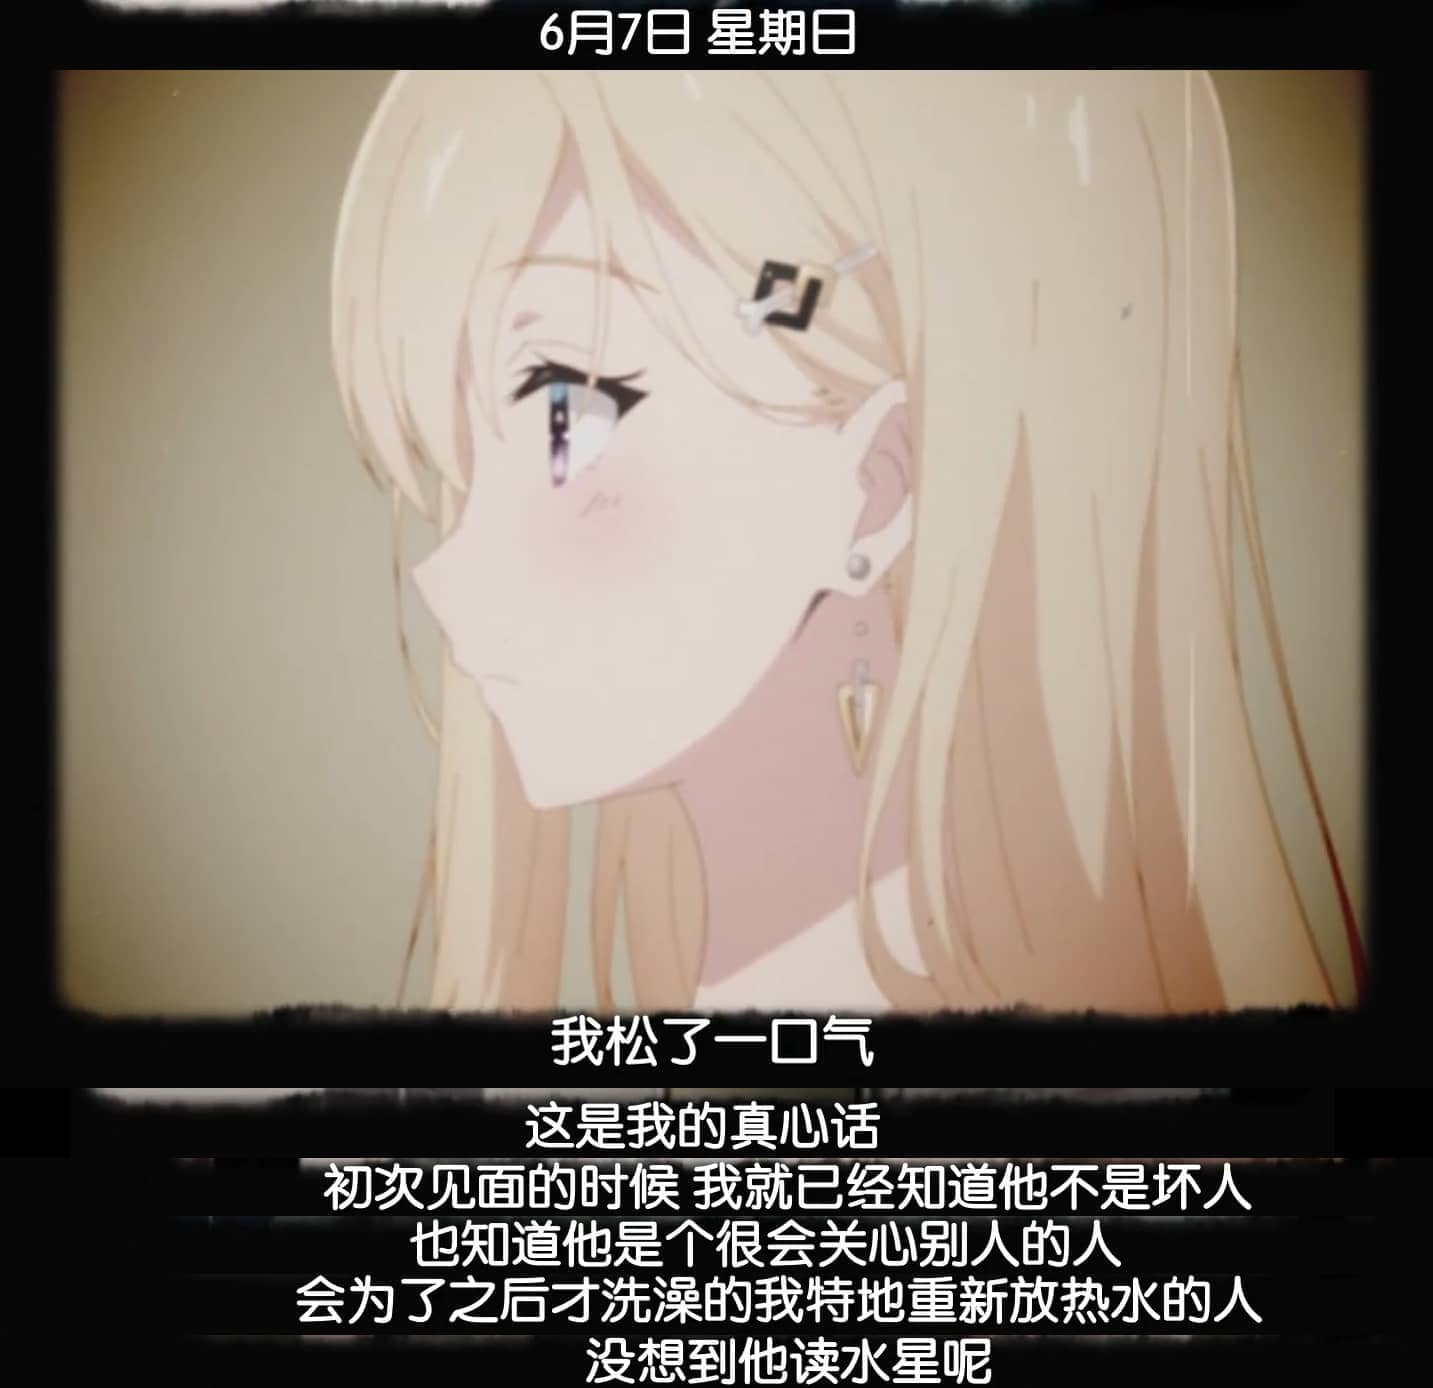 6月7日 星期日
我松了一口气
这是我的真心话
初次见面的时候 我就已经知道他不是坏人
也知道他是个很会关心别人的人
会为了之后才洗澡的我特地重新放热水的人
没想到他读水星呢